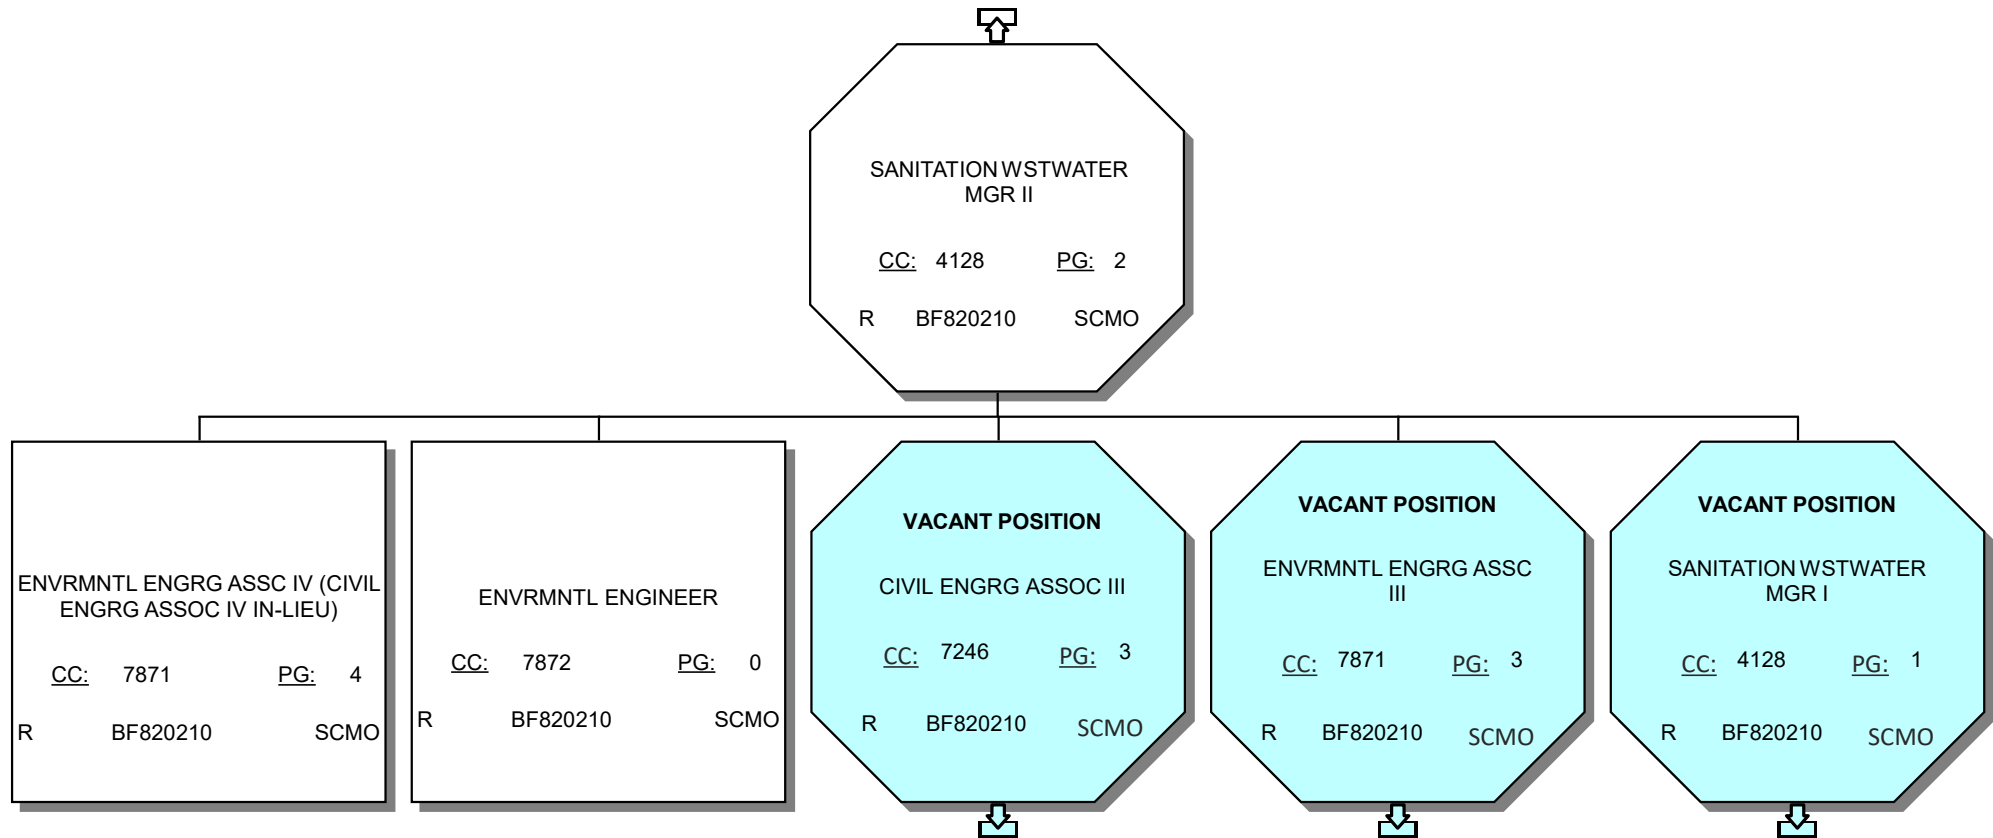 SANITATION WSTWATER
MGR II
CC: 4128 PG: 2
R BF820210 SCMO
ENVRMNTL ENGRG ASSC IV (CIVIL
ENGRG ASSOC IV IN-LIEU)
CC: 7871 PG: 4
R BF820210 SCMO
ENVRMNTL ENGINEER
CC: 7872 PG: 0
R BF820210 SCMO
VACANT POSITION
CIVIL ENGRG ASSOC III
CC: 7246 PG: 3
R BF820210 SCMO
VACANT POSITION
ENVRMNTL ENGRG ASSC
III
CC: 7871 PG: 3
R BF820210 SCMO
VACANT POSITION
SANITATION WSTWATER
MGR I
CC: 4128 PG: 1
R BF820210 SCMO